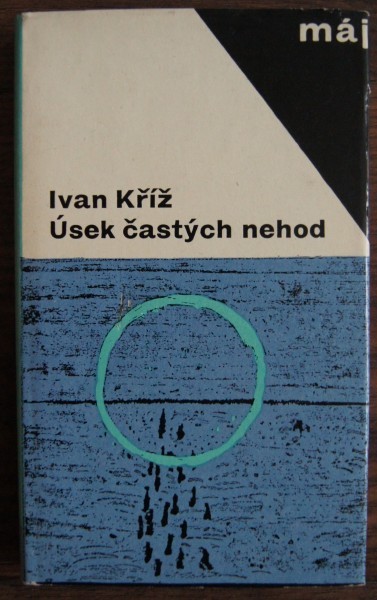 máj
Ivan Kříž
Úsek častých nehod